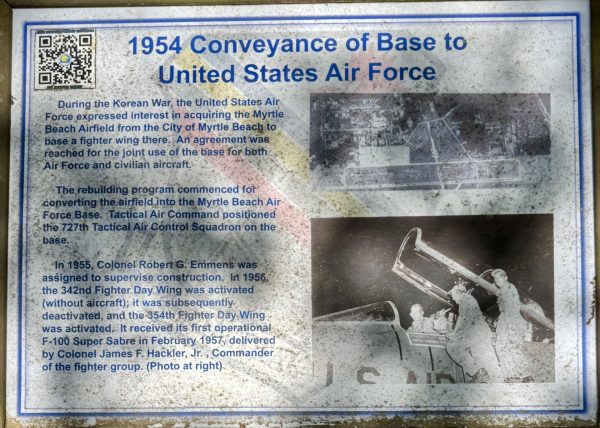 1954 Conveyance of Base to
United States Air Force
During the Korean War, the United States Air
Force expressed interest in acquiring the Myrtle
Beach Airfield from the City of Myrtle Beach to
base a fighter wing there. An agreement was
reached for the joint use of the base for both
Air Force and civilian aircraft.
The rebuilding program commenced for
converting the airfield into the Myrtle Beach Air
Force Base. Tactical Air Command positioned
the 727th Tactical Air Control Squadron on the
base.
In 1955, Colonel Robert G. Emmens was
assigned to supervise construction. In 1956,
the 342nd Fighter Day Wing was activated
(without aircraft); it was subsequently
deactivated, and the 354th Fighter Day Wing
was activated. It received its first operational
F-100 Super Sabre in February 1957, delivered
by Colonel James F. Hackler, Jr. , Commander
of the fighter group. (Photo at right)
U.S. AIR